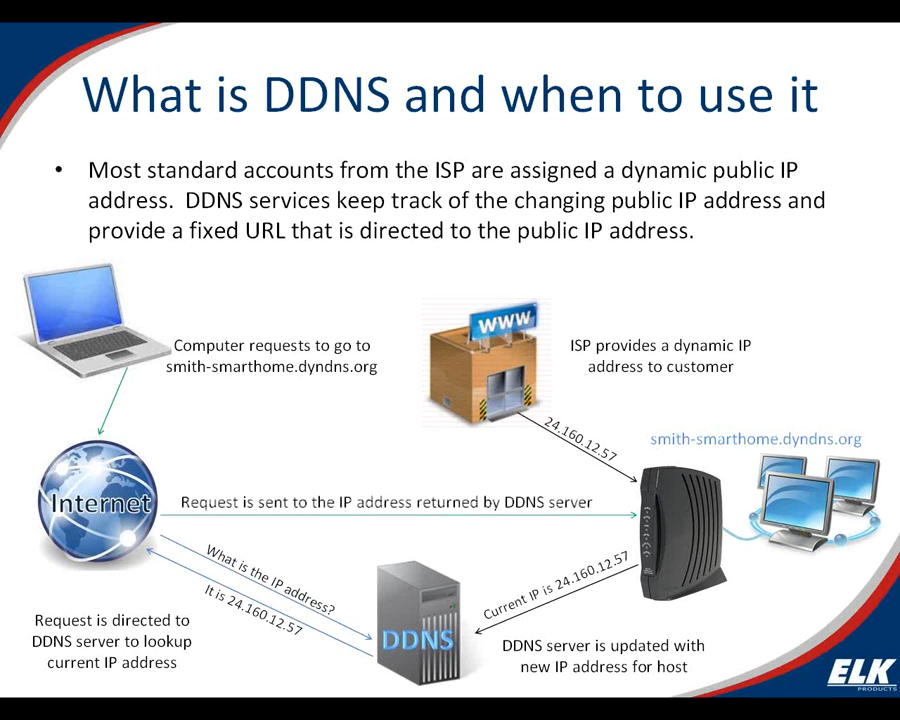 What is DDNS and when to use it
• Most standard accounts from the ISP are assigned a dynamic public IP
address. DDNS services keep track of the changing public IP address and
provide a fixed URL that is directed to the public IP address.
Computer requests to go to
smith-smarthome.dyndns.org
WWW
ISP provides a dynamic IP
address to customer
24.160.12.57
smith-smarthome.dyndns.org
Internet
Request is sent to the IP address returned by DDNS server
What is the IP address?
It is 24.160.12.57
Current IP is 24.160.12.57
DDNS
Request is directed to
DDNS server to lookup
current IP address
DDNS server is updated with
new IP address for host
ELK
PRODUCTS